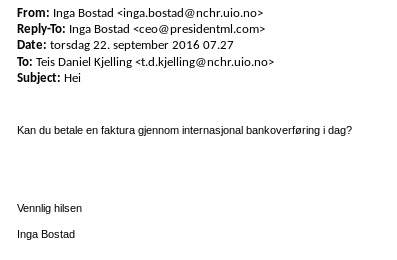 From: Inga Bostad <inga.bostad@nchr.uio.no>
Reply-To: Inga Bostad <ceo@presidentml.com>
Date: torsdag 22. september 2016 07.27
To: Teis Daniel Kjelling <t.d.kjelling@nchr.uio.no>
Subject: Hei
Kan du betale en faktura gjennom internasjonal bankoverføring i dag?
Vennlig hilsen
Inga Bostad